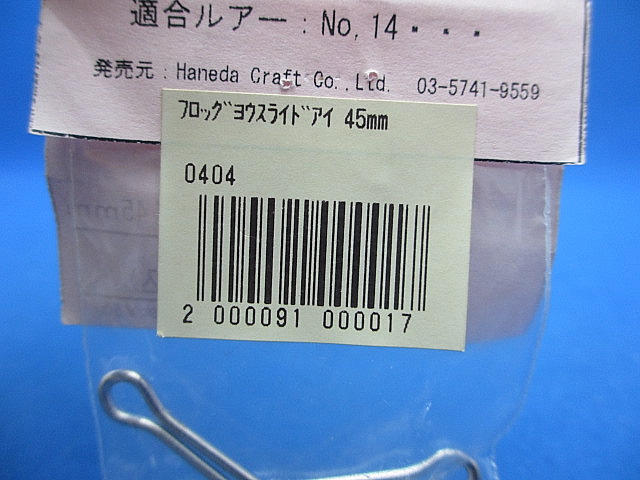 適合ルアー : No, 14 · · ·
発売元 : Haneda Craft Co., Ltd. 03-5741-9559
ﾌﾛｯｸﾞﾖｳｽﾗｲﾄﾞｱｲ 45mm
0404
2 000091 000017